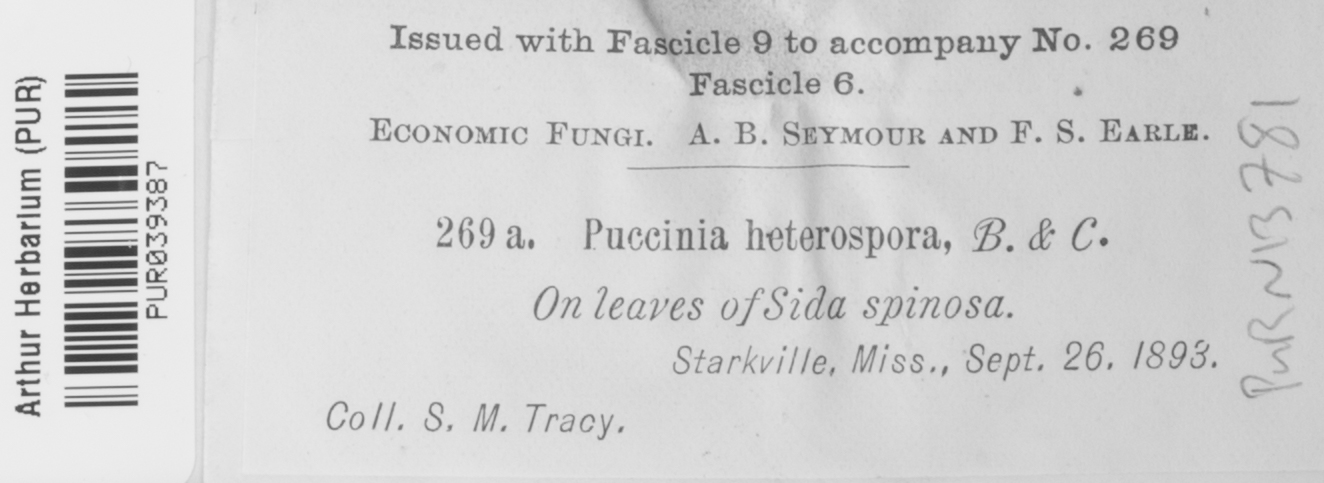 Arthur Herbarium (PUR)
PUR039387
Issued with Fascicle 9 to accompany No. 269
Fascicle 6.
ECONOMIC FUNGI. A. B. SEYMOUR AND F. S. EARLE.
269 a. Puccinia heterospora, B. & C.
On leaves of Sida spinosa.
Starkville, Miss., Sept. 26. 1893.
Coll. S. M. Tracy.
PUR N13781